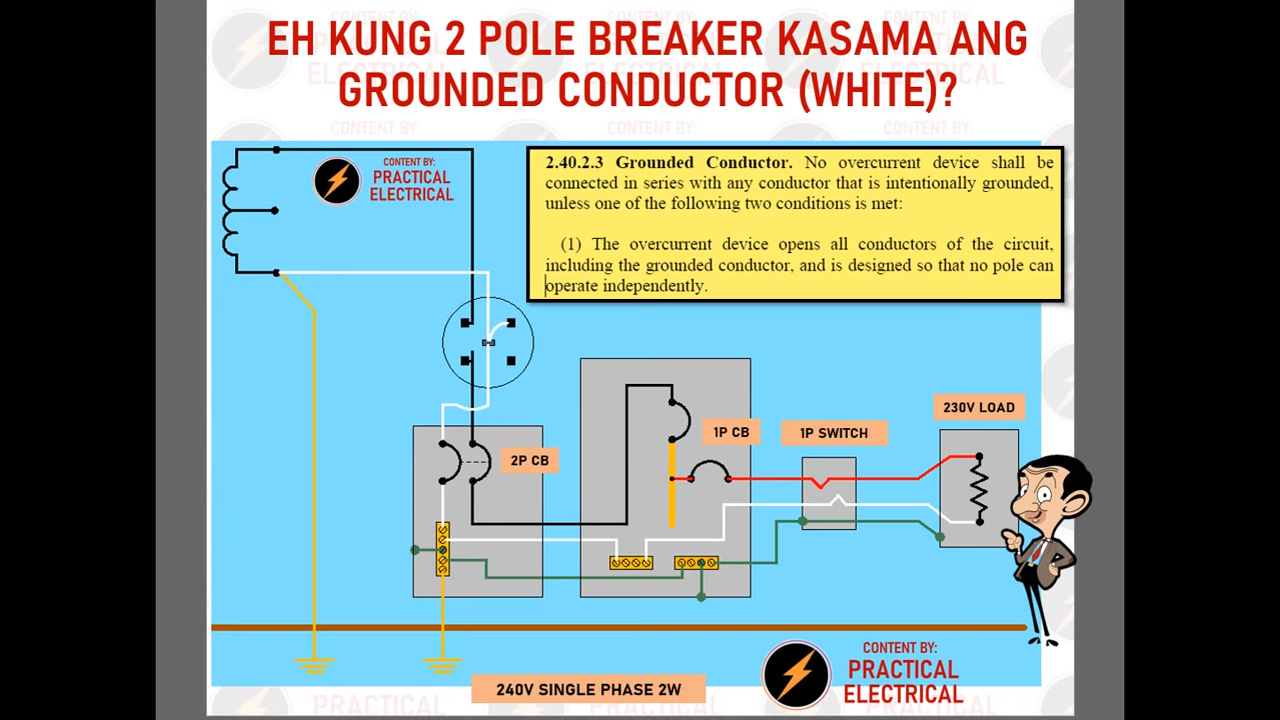 EH KUNG 2 POLE BREAKER KASAMA ANG
GROUNDED CONDUCTOR (WHITE)?
CONTENT BY:
PRACTICAL
ELECTRICAL
2.40.2.3 Grounded Conductor. No overcurrent device shall be
connected in series with any conductor that is intentionally grounded,
unless one of the following two conditions is met:
(1) The overcurrent device opens all conductors of the circuit,
including the grounded conductor, and is designed so that no pole can
operate independently.
2P CB
1P CB
1P SWITCH
230V LOAD
240V SINGLE PHASE 2W
CONTENT BY:
PRACTICAL
ELECTRICAL